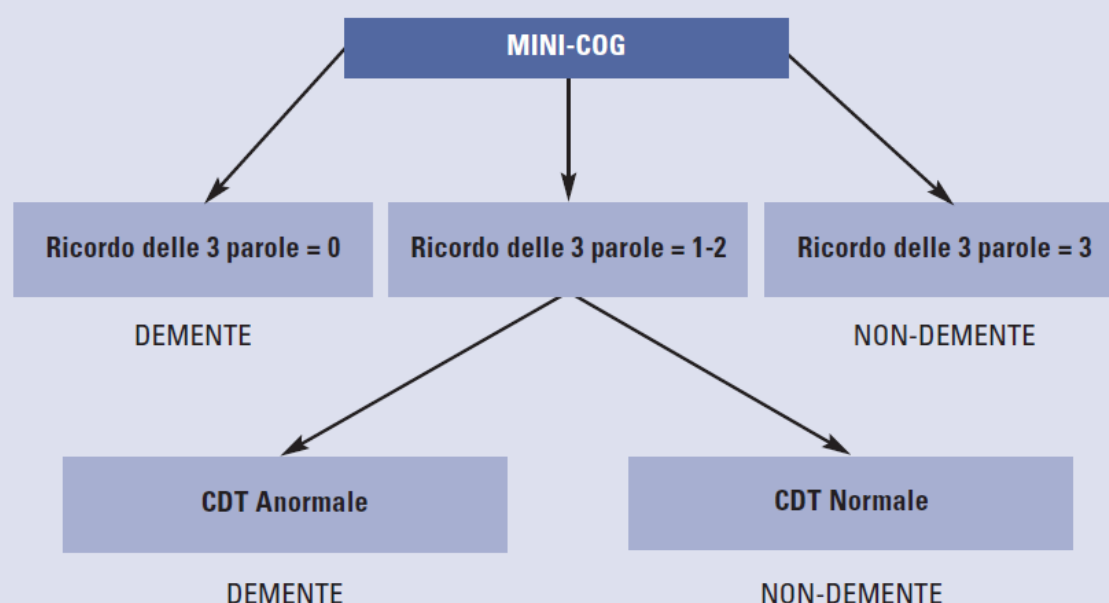 MINI-COG
Ricordo delle 3 parole = 0
Ricordo delle 3 parole = 1-2
Ricordo delle 3 parole = 3
DEMENTE
NON-DEMENTE
CDT Anormale
CDT Normale
DEMENTE
NON-DEMENTE